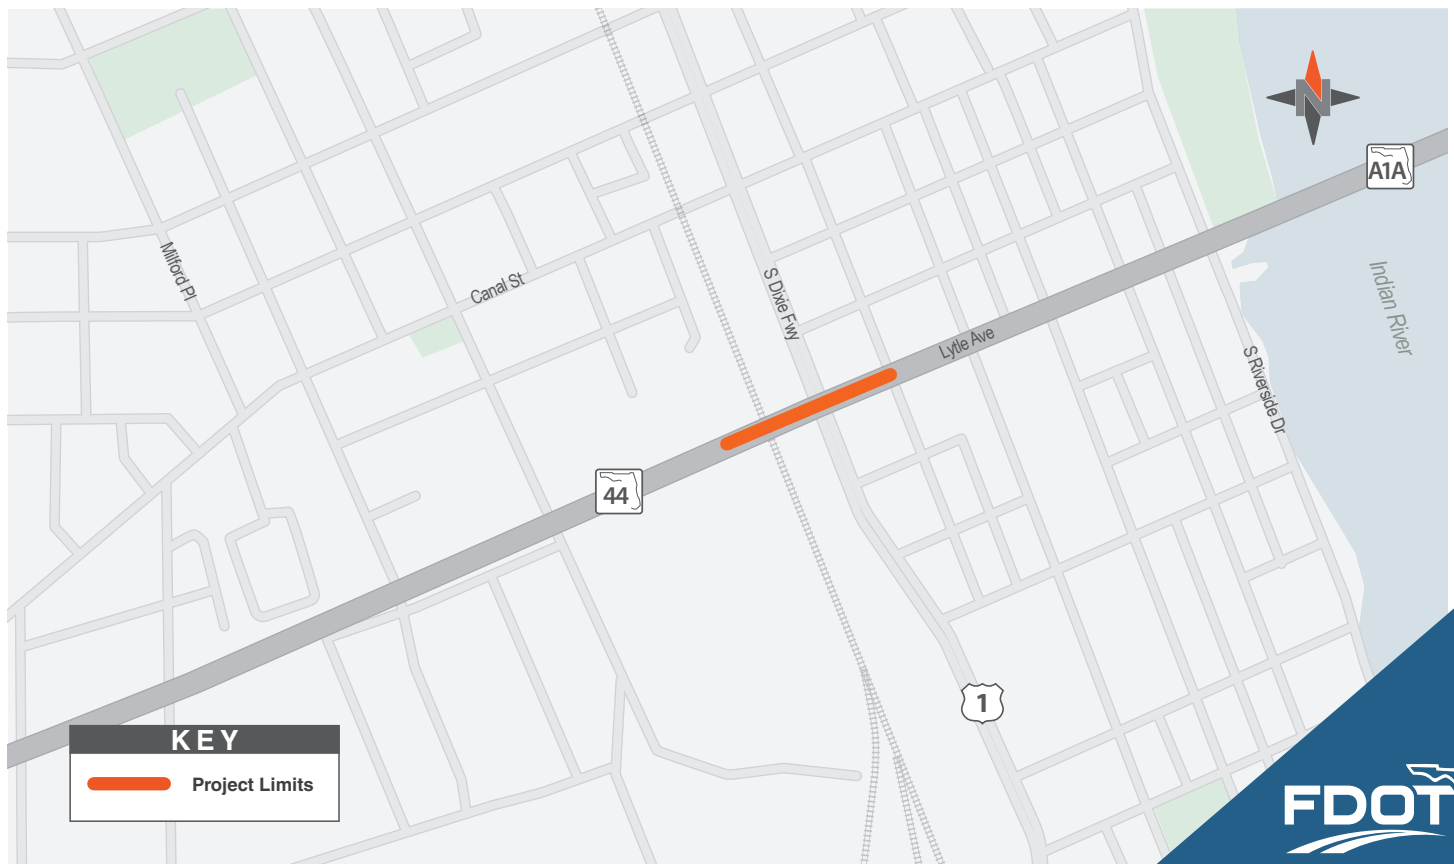 N
A1A
Milford Pl
Canal St
S Dixie Fwy
Indian River
Lytle Ave
S Riverside Dr
44
1
KEY
Project Limits
FDOT